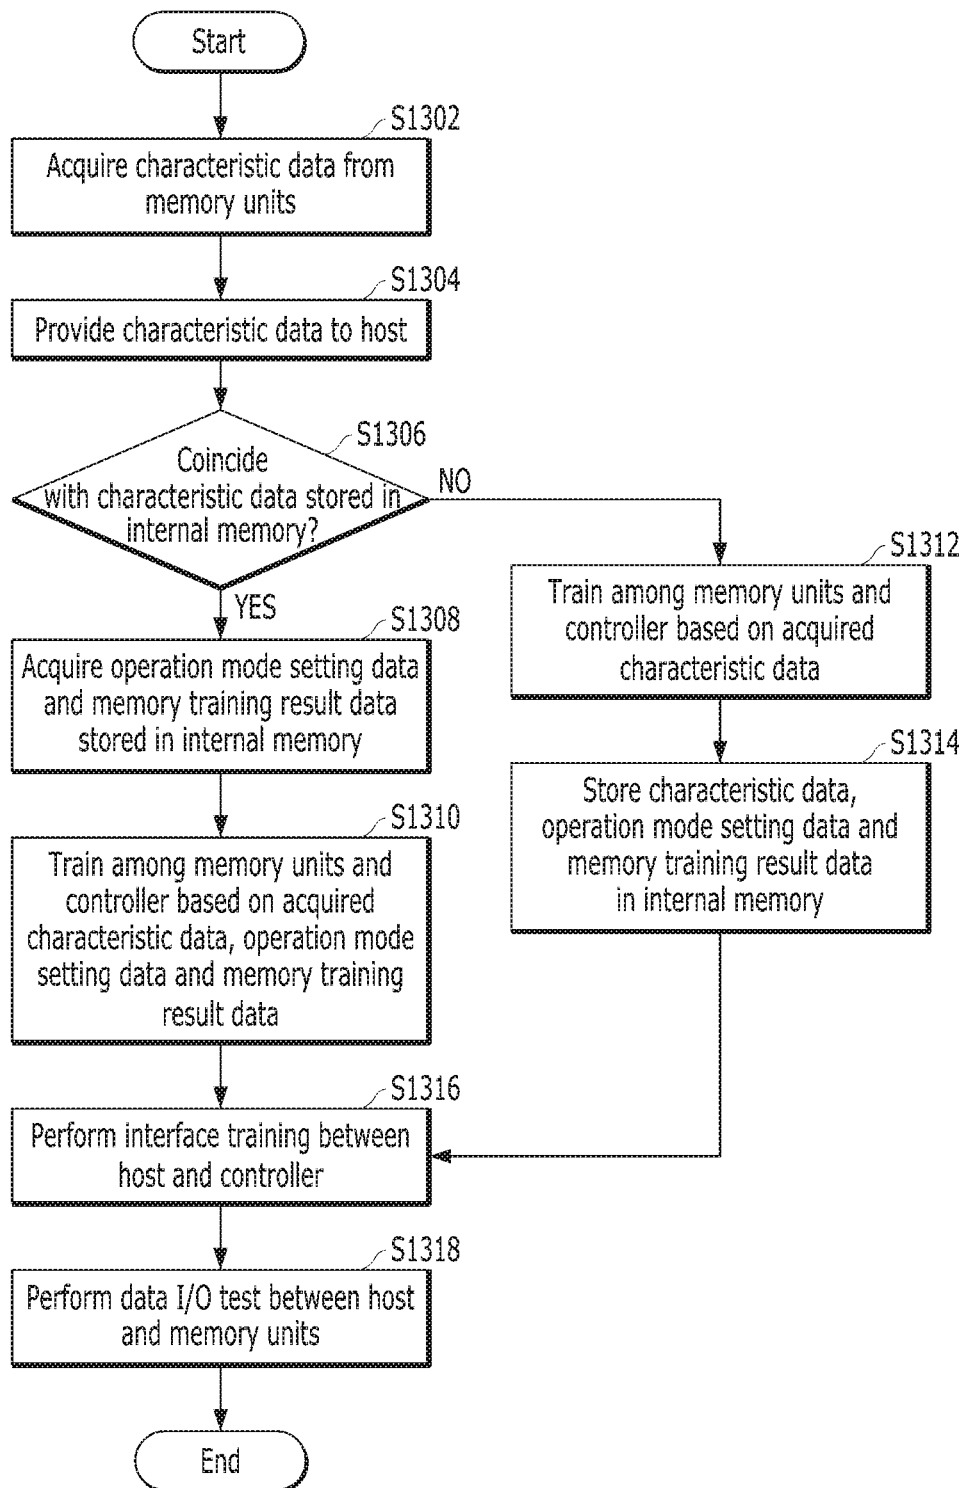 Start
S1302
Acquire characteristic data from
memory units
S1304
Provide characteristic data to host
S1306
Coincide
with characteristic data stored in
internal memory?
NO
YES
S1308
Acquire operation mode setting data
and memory training result data
stored in internal memory
S1310
Train among memory units and
controller based on acquired
characteristic data, operation mode
setting data and memory training
result data
S1312
Train among memory units and
controller based on acquired
characteristic data
S1314
Store characteristic data,
operation mode setting data and
memory training result data
in internal memory
S1316
Perform interface training between
host and controller
S1318
Perform data I/O test between host
and memory units
End